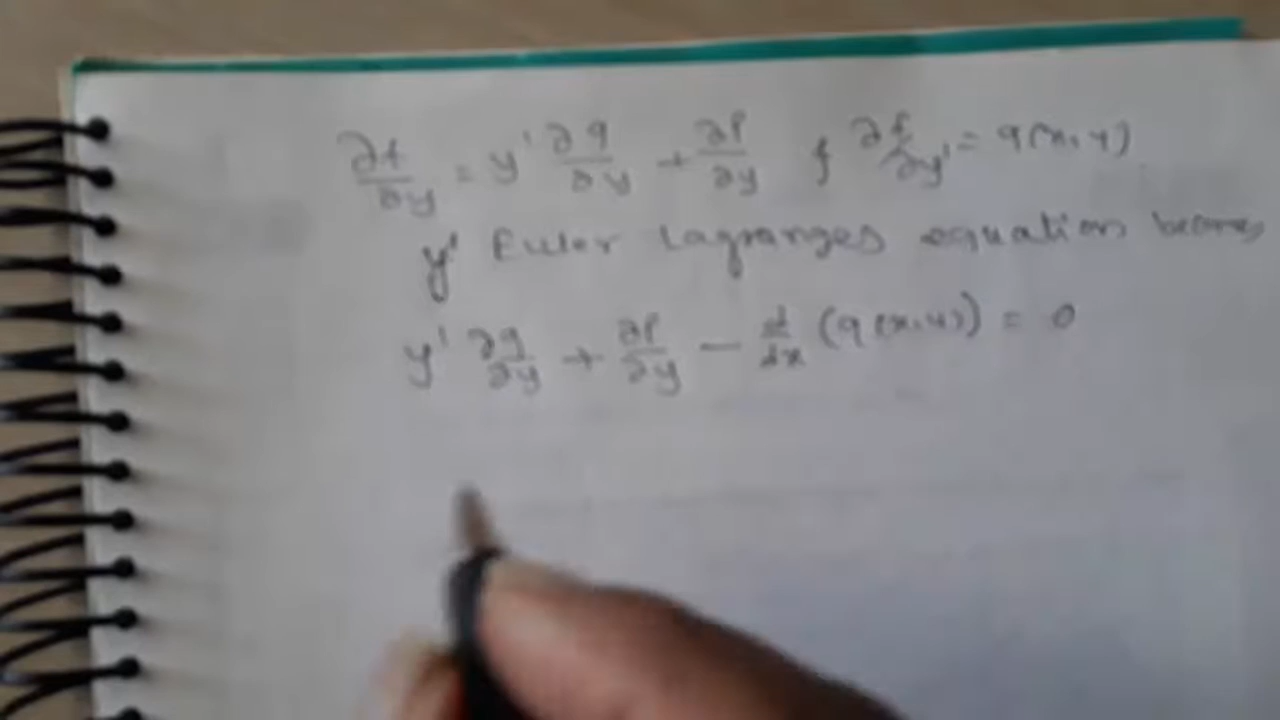 ∂f/∂y = y' ∂q/∂y + ∂p/∂y & ∂f/∂y' = q(x,y)
y' Euler Lagranges equation becomes
y' ∂q/∂y + ∂p/∂y - d/dx (q(x,y)) = 0